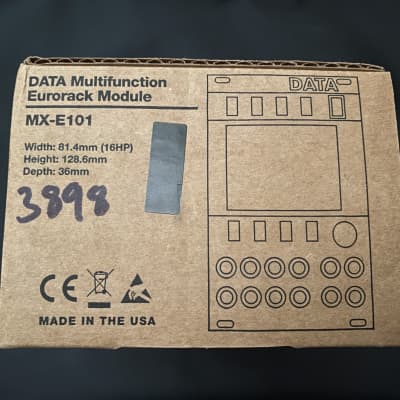 DATA Multifunction
Eurorack Module
MX-E101
Width: 81.4mm (16HP)
Height: 128.6mm
Depth: 36mm
3898
CE
MADE IN THE USA
DATA